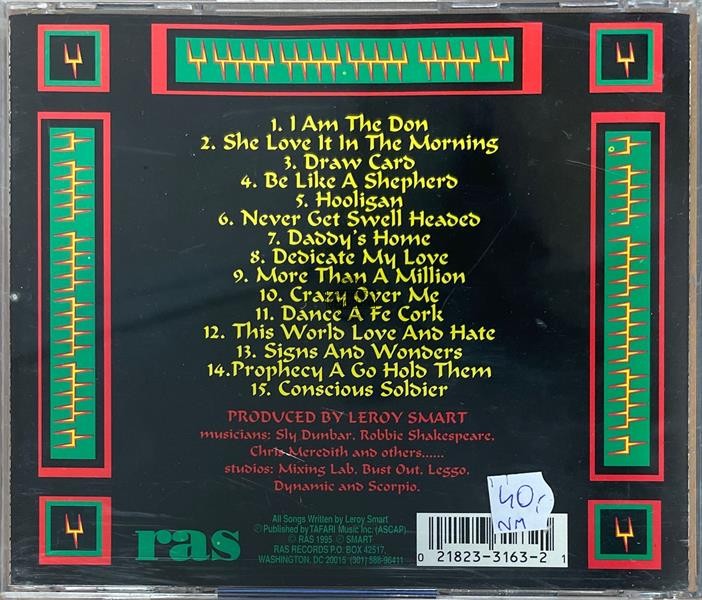 1. I Am The Don
2. She Love It In The Morning
3. Draw Card
4. Be Like A Shepherd
5. Hooligan
6. Never Get Swell Headed
7. Daddy's Home
8. Dedicate My Love
9. More Than A Million
10. Crazy Over Me
11. Dance A Fe Cork
12. This World Love And Hate
13. Signs And Wonders
14.Prophecy A Go Hold Them
15. Conscious Soldier
PRODUCED BY LEROY SMART
musicians: Sly Dunbar, Robbie Shakespeare,
Chris Meredith and others......
studios: Mixing Lab, Bust Out, Leggo,
Dynamic and Scorpio.
40,-
NM
ras
All Songs Written by Leroy Smart
℗ Published by TAFARI Music Inc. (ASCAP)
© RAS 1995 ℗ SMART
RAS RECORDS P.O. BOX 42517,
WASHINGTON, DC 20015 (301) 588-96411
0 21823-3163-2 1